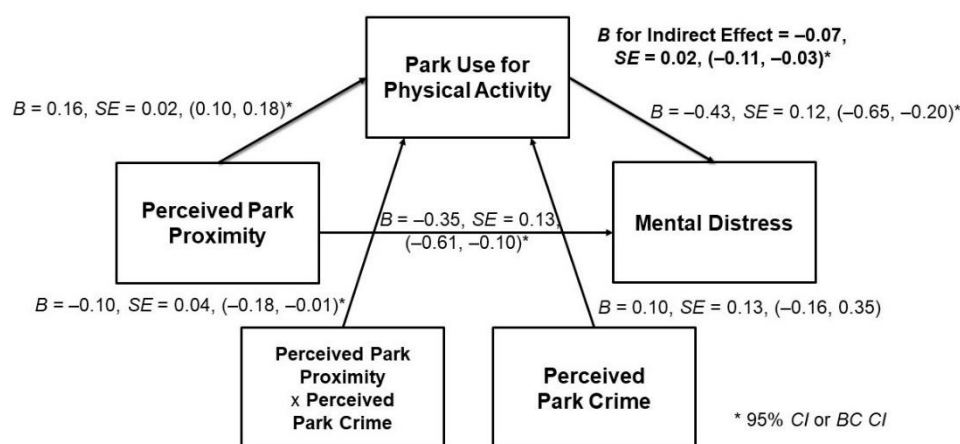 B for Indirect Effect = –0.07,
SE = 0.02, (–0.11, –0.03)*
Park Use for
Physical Activity
B = 0.16, SE = 0.02, (0.10, 0.18)*
B = –0.43, SE = 0.12, (–0.65, –0.20)*
Perceived Park
Proximity
B = –0.35, SE = 0.13,
(–0.61, –0.10)*
Mental Distress
B = –0.10, SE = 0.04, (–0.18, –0.01)*
B = 0.10, SE = 0.13, (–0.16, 0.35)
Perceived Park
Proximity
x Perceived
Park Crime
Perceived
Park Crime
* 95% CI or BC CI